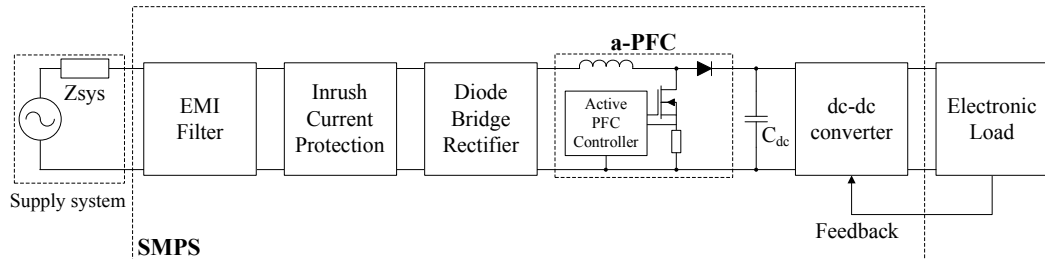 a-PFC
Zsys
EMI
Filter
Inrush
Current
Protection
Diode
Bridge
Rectifier
Active
PFC
Controller
Cdc
dc-dc
converter
Electronic
Load
Supply system
Feedback
SMPS